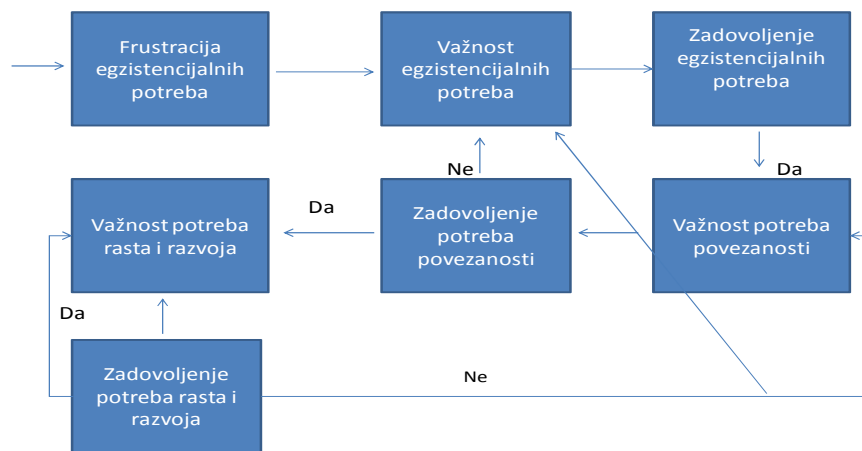 Frustracija
egzistencijalnih
potreba
Važnost
egzistencijalnih
potreba
Zadovoljenje
egzistencijalnih
potreba
Ne
Da
Važnost potreba
rasta i razvoja
Da
Zadovoljenje
potreba
povezanosti
Važnost potreba
povezanosti
Da
Zadovoljenje
potreba rasta i
razvoja
Ne